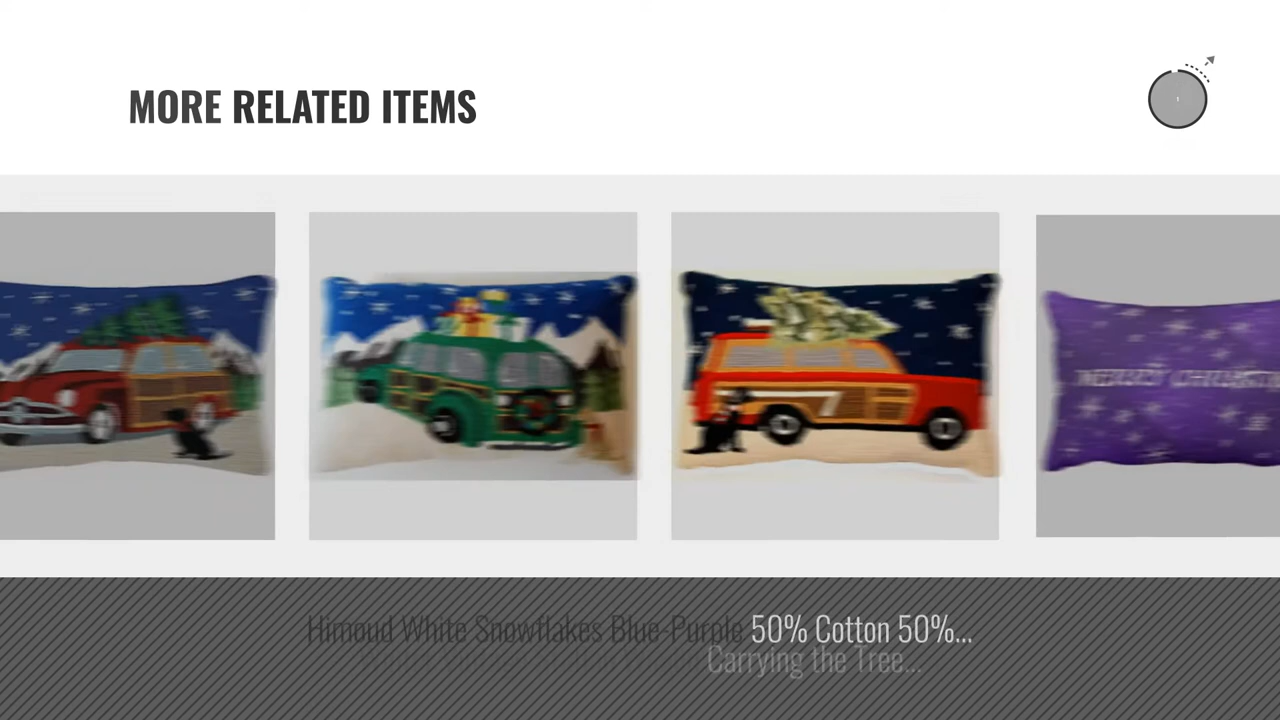 MORE RELATED ITEMS
Himoud White Snowflakes Blue-Purple 50% Cotton 50%...
Carrying the Tree...